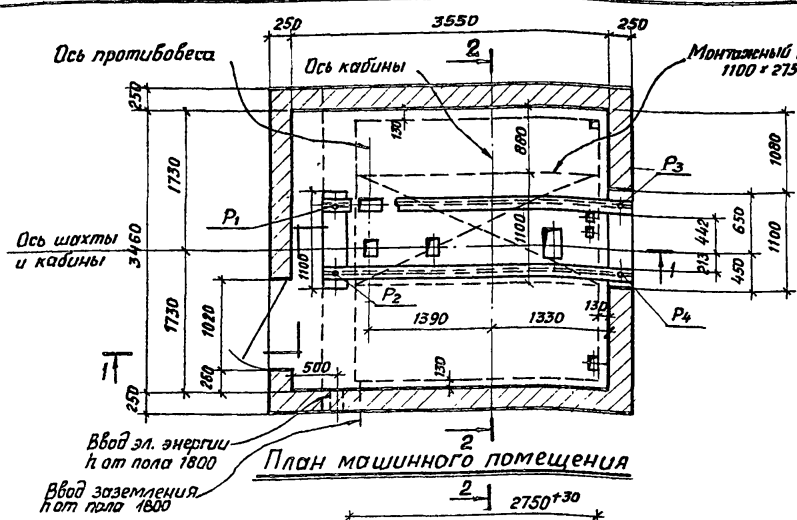 250
3550
250
Ось противовеса
Ось кабины
2
Монтажный
1100 × 275
250
130
880
1080
1730
P1
P3
Ось шахты
и кабины
3460
1100
1100
442
650
1100
213
450
1
P2
P4
1730
1020
1390
1330
130
1
500
260
130
250
Ввод эл. энергии
h от пола 1800
2
План машинного помещения
Ввод заземления
h от пола 1800
2
2750+30